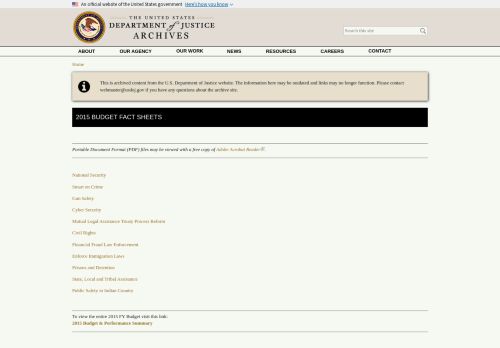 An official website of the United States government Here's how you know
THE UNITED STATES
DEPARTMENT of JUSTICE
ARCHIVES
Search this site
ABOUT OUR AGENCY OUR WORK NEWS RESOURCES CAREERS CONTACT
Home
This is archived content from the U.S. Department of Justice website. The information here may be outdated and links may no longer function. Please contact
webmaster@usdoj.gov if you have any questions about the archive site.
2015 BUDGET FACT SHEETS
Portable Document Format (PDF) files may be viewed with a free copy of Adobe Acrobat Reader.
National Security
Smart on Crime
Gun Safety
Cyber Security
Mutual Legal Assistance Treaty Process Reform
Civil Rights
Financial Fraud Law Enforcement
Enforce Immigration Laws
Prisons and Detention
State, Local and Tribal Assistance
Public Safety in Indian Country
To view the entire 2015 FY Budget visit this link:
2015 Budget & Performance Summary